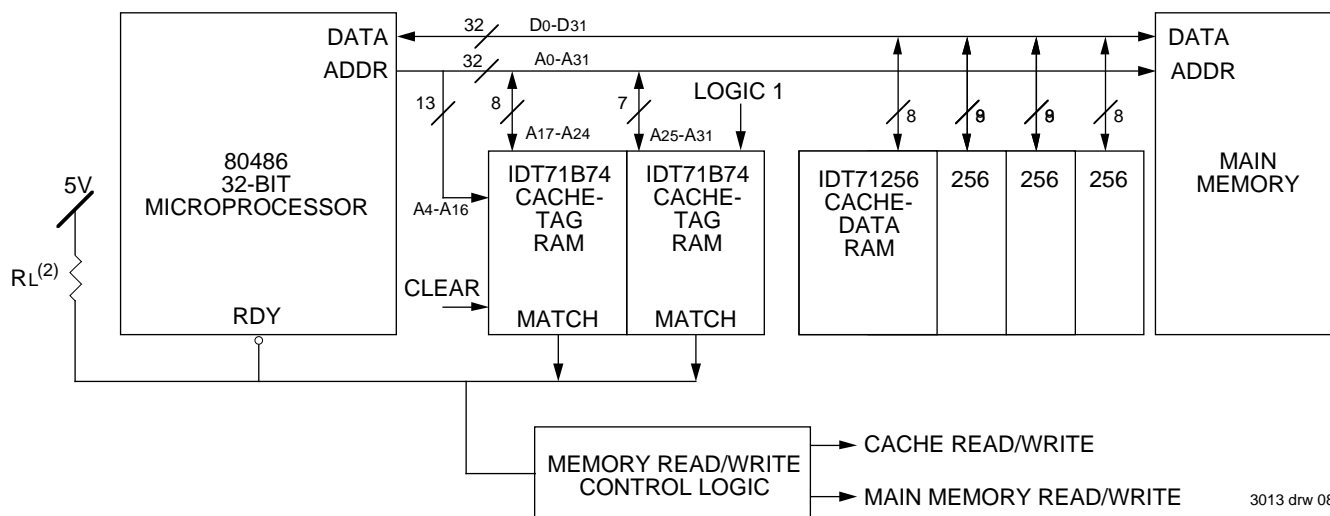 32
D0-D31
DATA
DATA
32
A0-A31
ADDR
ADDR
13
8
7
LOGIC 1
8
8
A17-A24
A25-A31
80486
32-BIT
MICROPROCESSOR
5V
RL(2)
RDY
A4-A16
CLEAR
IDT71B74
CACHE-
TAG
RAM
MATCH
IDT71B74
CACHE-
TAG
RAM
MATCH
IDT71256
CACHE-
DATA
RAM
256
256
256
MAIN
MEMORY
MEMORY READ/WRITE
CONTROL LOGIC
CACHE READ/WRITE
MAIN MEMORY READ/WRITE
3013 drw 08